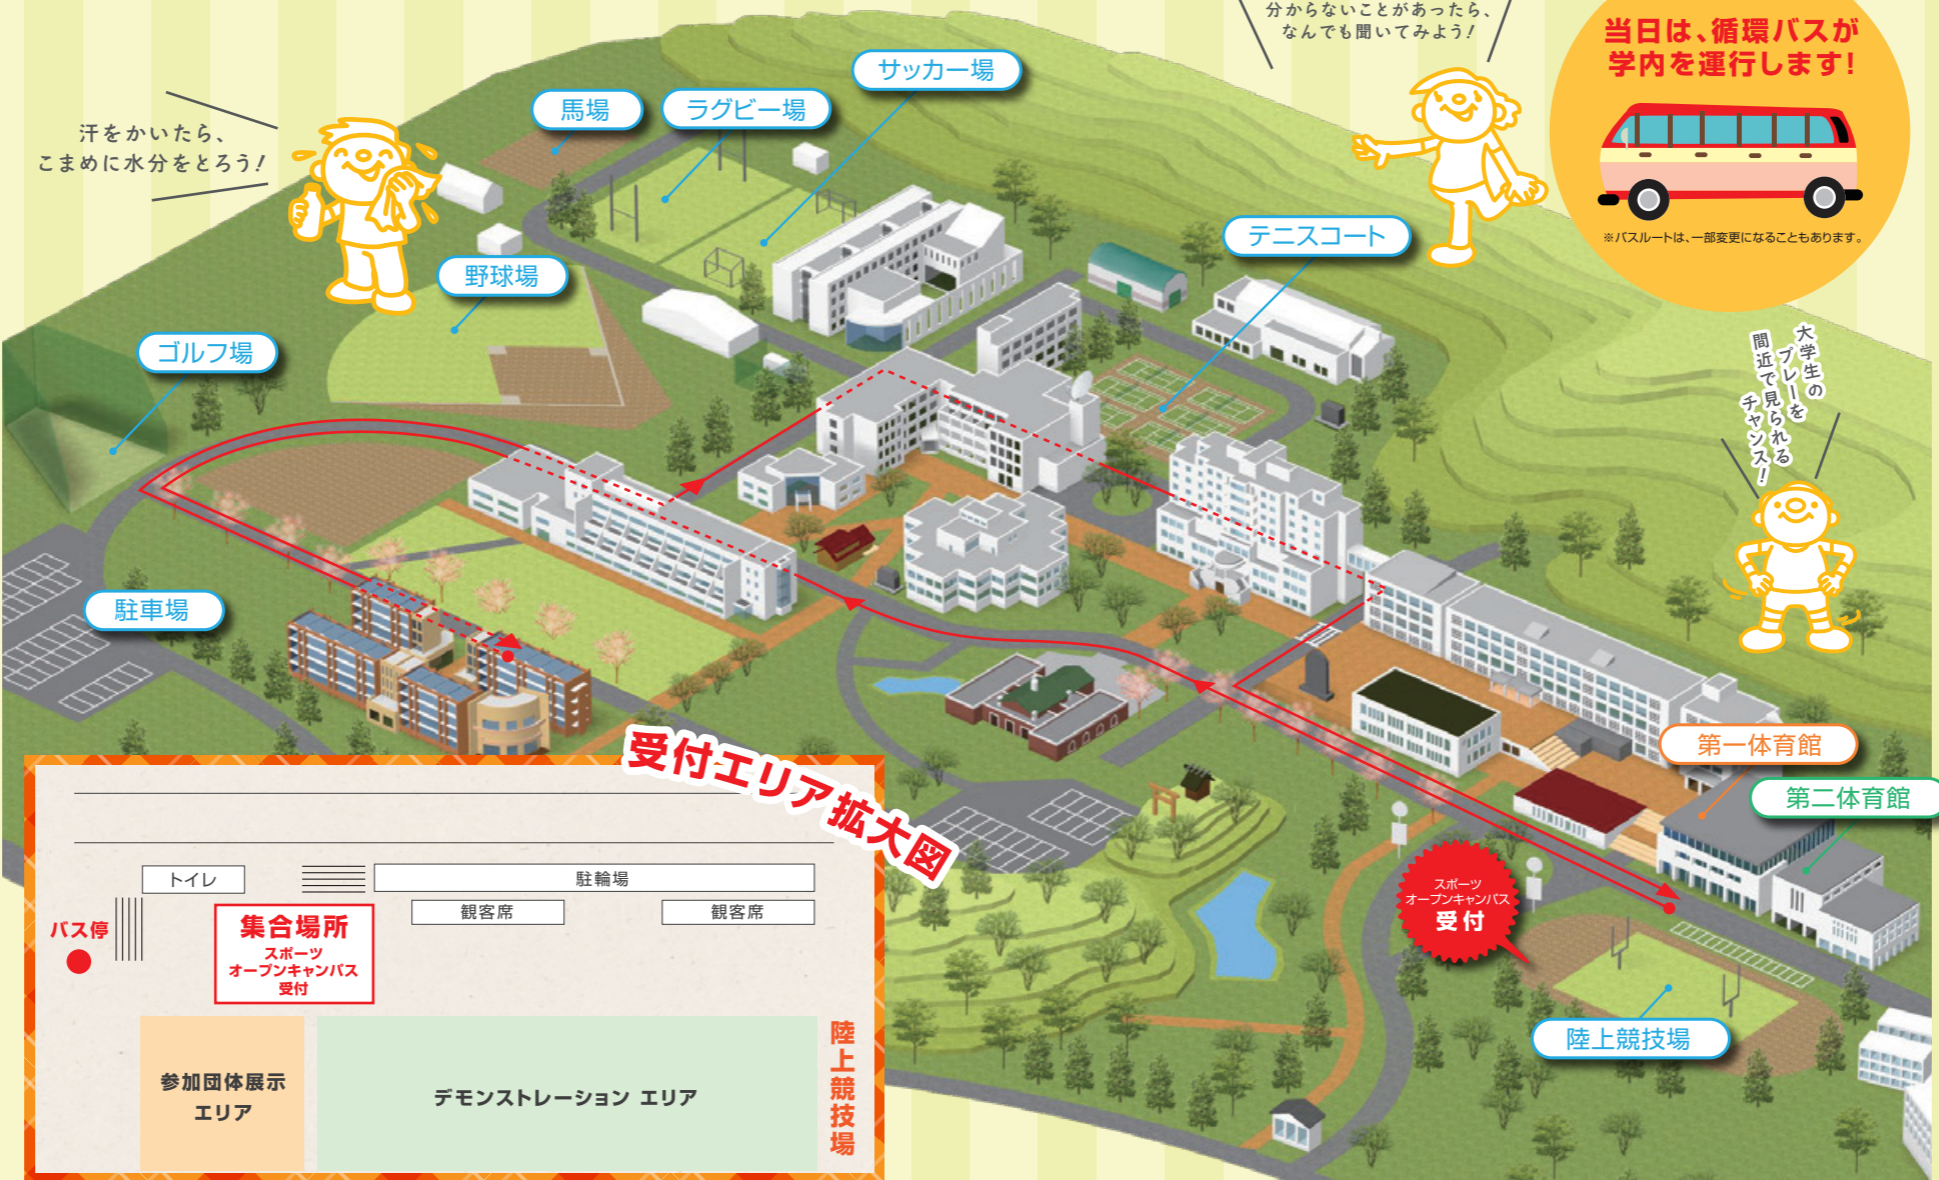 分からないことがあったら、
なんでも聞いてみよう!
当日は、循環バスが
学内を運行します!
※バスルートは、一部変更になることもあります。
汗をかいたら、
こまめに水分をとろう!
馬場
ラグビー場
サッカー場
野球場
テニスコート
ゴルフ場
大学生の
プレーを
間近で見られる
チャンス!
駐車場
第一体育館
第二体育館
スポーツ
オープンキャンパス
受付
陸上競技場
受付エリア拡大図
トイレ
駐輪場
観客席
観客席
バス停
集合場所
スポーツ
オープンキャンパス
受付
参加団体展示
エリア
デモンストレーション エリア
陸上競技場